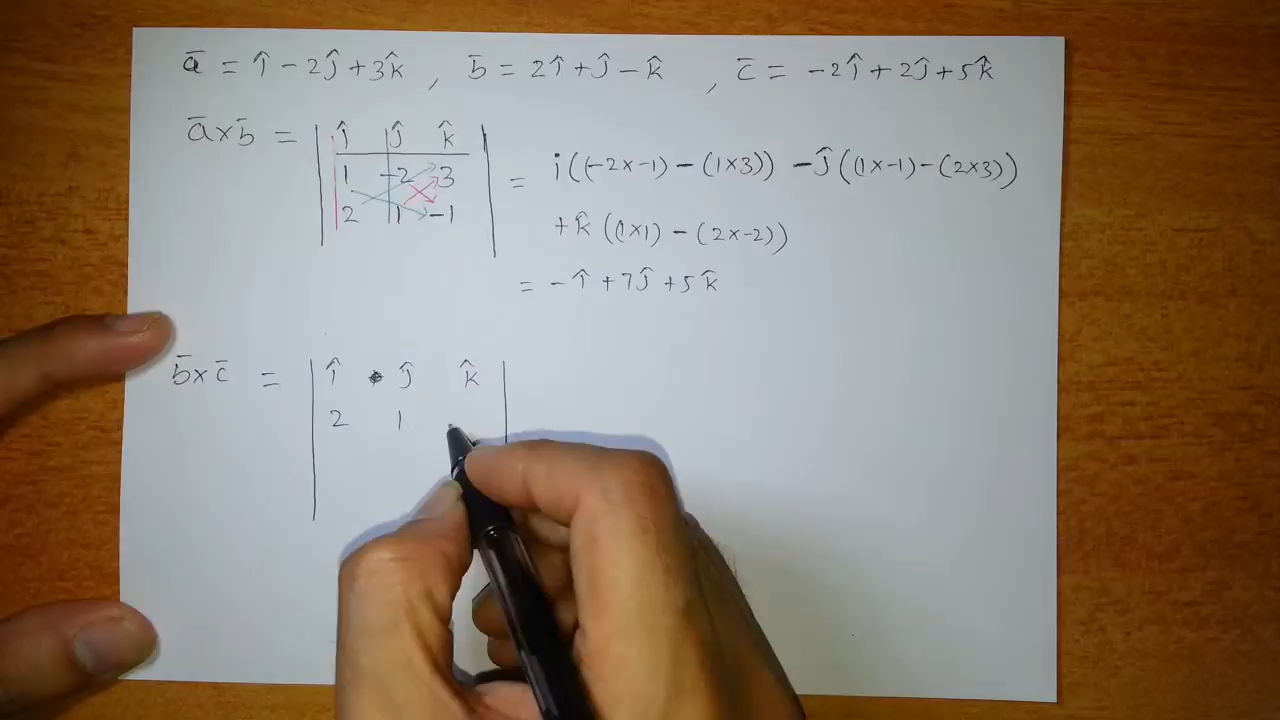 a̅ = î − 2ĵ + 3k̂ , b̅ = 2î + ĵ − k̂ , c̅ = −2î + 2ĵ + 5k̂
a̅×b̅ = | î ĵ k̂ |
1 −2 3 = i((−2×−1) − (1×3)) − ĵ((1×−1) − (2×3))
2 1 −1
+ k̂((1×1) − (2×−2))
= −î + 7ĵ + 5k̂
b̅×c̅ = | î ĵ k̂ |
2 1